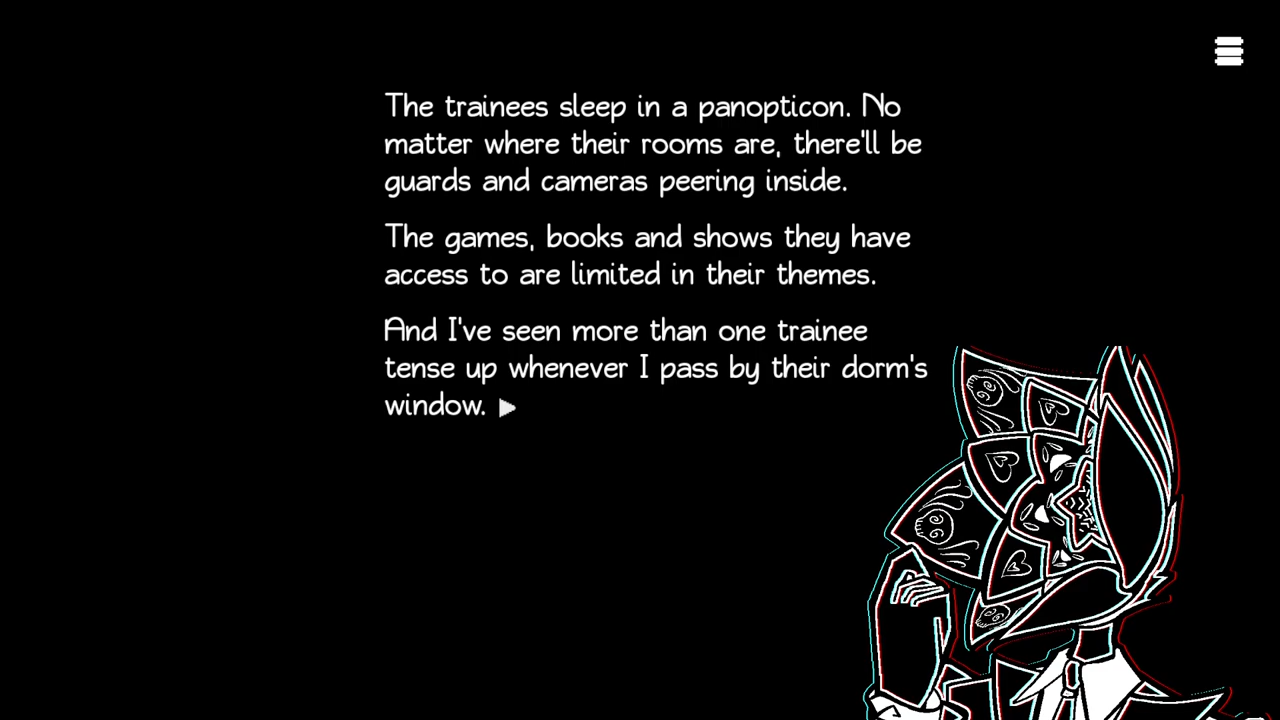 The trainees sleep in a panopticon. No
matter where their rooms are, there'll be
guards and cameras peering inside.
The games, books and shows they have
access to are limited in their themes.
And I've seen more than one trainee
tense up whenever I pass by their dorm's
window.